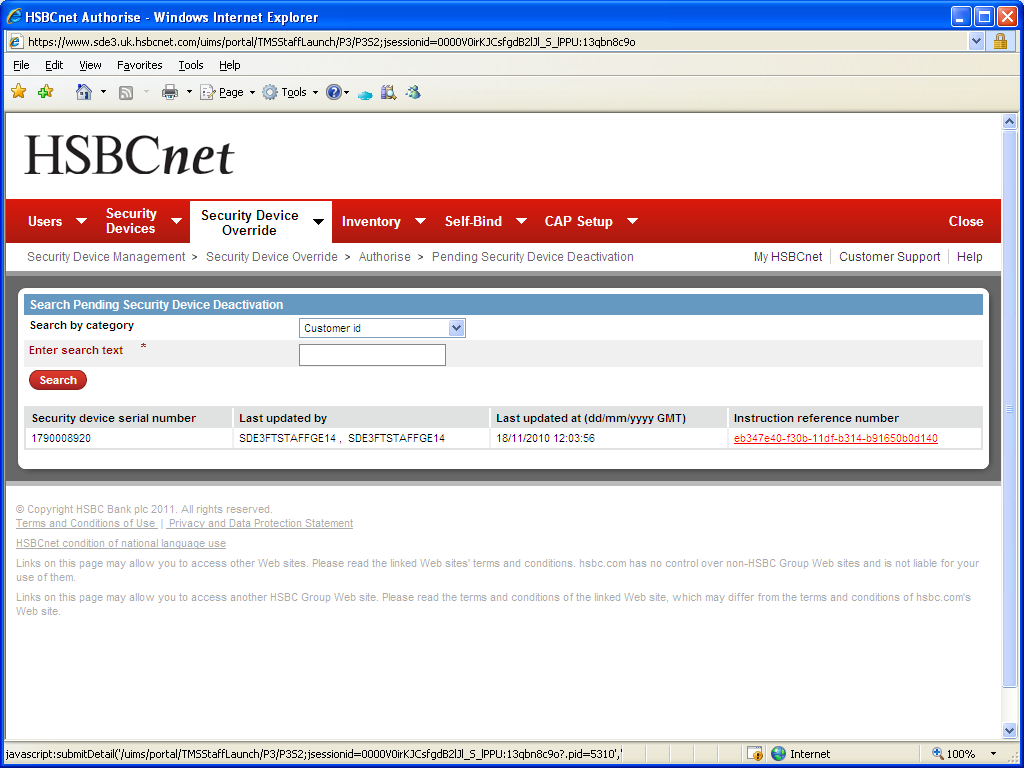 HSBCnet Authorise - Windows Internet Explorer
https://www.sde3.uk.hsbcnet.com/uims/portal/TMSStaffLaunch/P3/P3S2;jsessionid=0000V0irKJCsfgdB2lJl_S_lPPU:13qbn8c9o
File Edit View Favorites Tools Help
Page Tools
HSBCnet
Users Security Devices Security Device Override Inventory Self-Bind CAP Setup Close
Security Device Management > Security Device Override > Authorise > Pending Security Device Deactivation My HSBCnet Customer Support Help
Search Pending Security Device Deactivation
Search by category Customer id
Enter search text *
Search
Security device serial number Last updated by Last updated at (dd/mm/yyyy GMT) Instruction reference number
1790008920 SDE3FTSTAFFGE14 , SDE3FTSTAFFGE14 18/11/2010 12:03:56 eb347e40-f30b-11df-b314-b91650b0d140
© Copyright HSBC Bank plc 2011. All rights reserved.
Terms and Conditions of Use | Privacy and Data Protection Statement
HSBCnet condition of national language use
Links on this page may allow you to access other Web sites. Please read the linked Web sites' terms and conditions. hsbc.com has no control over non-HSBC Group Web sites and is not liable for your
use of them.
Links on this page may allow you to access another HSBC Group Web site. Please read the terms and conditions of the linked Web site, which may differ from the terms and conditions of hsbc.com's
Web site.
javascript:submitDetail('/uims/portal/TMSStaffLaunch/P3/P3S2;jsessionid=0000V0irKJCsfgdB2lJl_S_lPPU:13qbn8c9o?.pid=5310',' Internet 100%